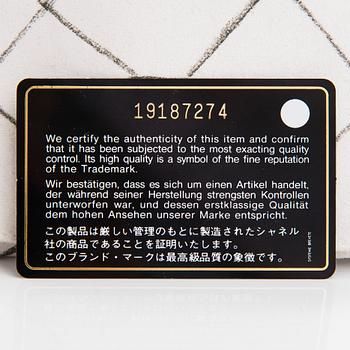 19187274
We certify the authenticity of this item and confirm
that it has been subjected to the most exacting quality
control. Its high quality is a symbol of the fine reputation
of the Trademark.
Wir bestätigen, dass es sich um einen Artikel handelt,
der während seiner Herstellung strengsten Kontrollen
unterworfen war, und dessen erstklassige Qualität
dem hohen Ansehen unserer Marke entspricht.
この製品は厳しい管理のもとに製造されたシャネル
社の商品であることを証明いたします。
このブランド・マークは最高級品質の象徴です。